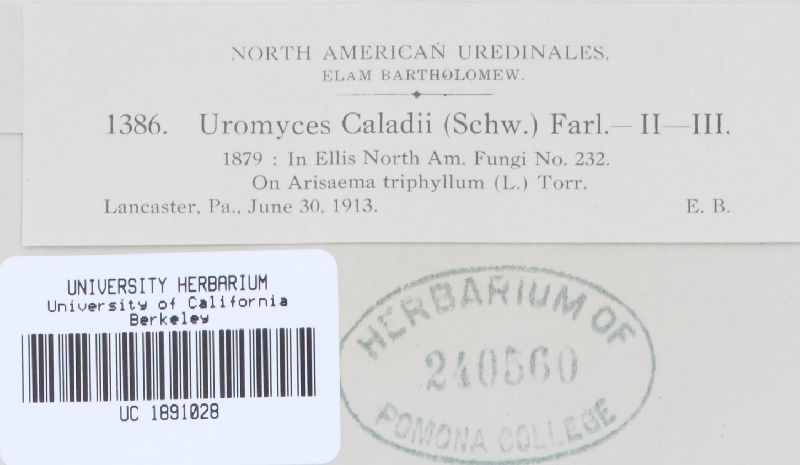 NORTH AMERICAN UREDINALES.
ELAM BARTHOLOMEW.
1386. Uromyces Caladii (Schw.) Farl.— II—III.
1879 : In Ellis North Am. Fungi No. 232.
On Arisaema triphyllum (L.) Torr.
Lancaster, Pa., June 30, 1913. E. B.
UNIVERSITY HERBARIUM
University of California
Berkeley
UC 1891028
HERBARIUM OF
240560
POMONA COLLEGE